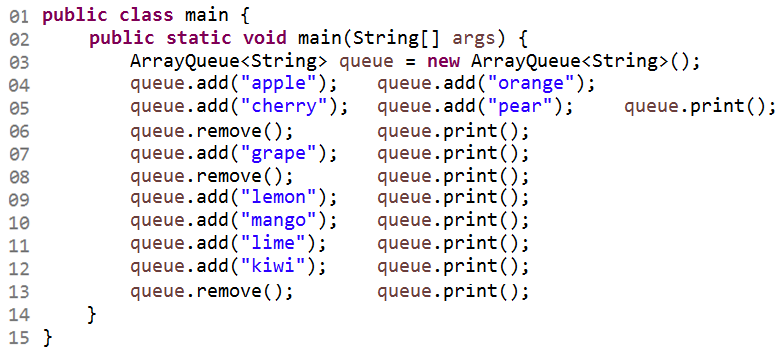 01 public class main {
02     public static void main(String[] args) {
03         ArrayQueue<String> queue = new ArrayQueue<String>();
04         queue.add("apple");    queue.add("orange");
05         queue.add("cherry");   queue.add("pear");     queue.print();
06         queue.remove();        queue.print();
07         queue.add("grape");    queue.print();
08         queue.remove();        queue.print();
09         queue.add("lemon");    queue.print();
10         queue.add("mango");    queue.print();
11         queue.add("lime");     queue.print();
12         queue.add("kiwi");     queue.print();
13         queue.remove();        queue.print();
14     }
15 }